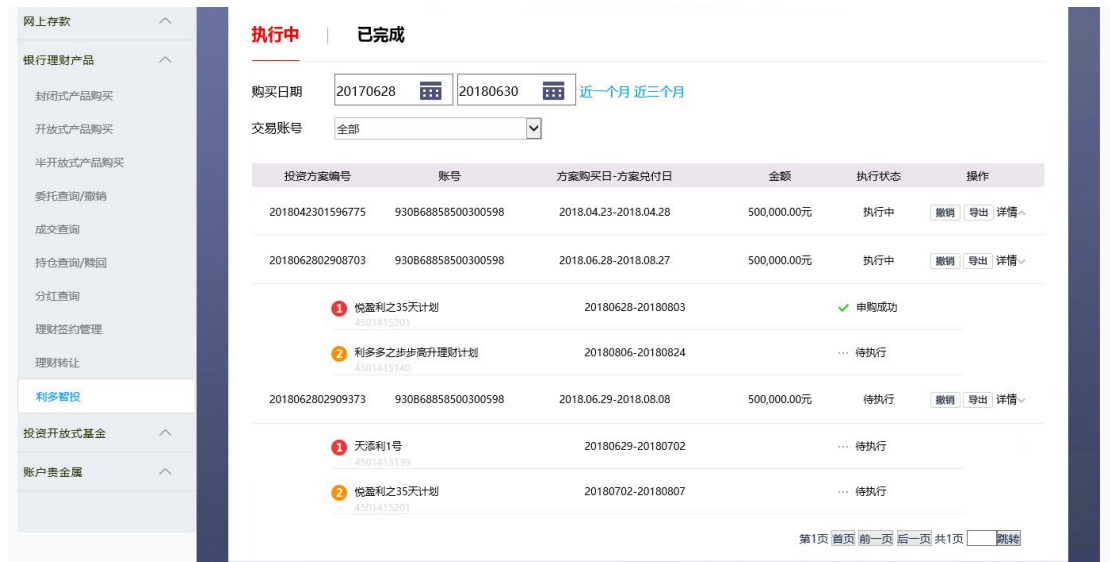 网上存款
银行理财产品
封闭式产品购买
开放式产品购买
半开放式产品购买
委托查询/撤销
成交查询
持仓查询/赎回
分红查询
理财签约管理
理财转让
利多智投
投资开放式基金
账户贵金属
执行中 | 已完成
购买日期 20170628 20180630 近一个月 近三个月
交易账号 全部
投资方案编号 账号 方案购买日-方案兑付日 金额 执行状态 操作
2018042301596775 930B68858500300598 2018.04.23-2018.04.28 500,000.00元 执行中 撤销 导出 详情
2018062802908703 930B68858500300598 2018.06.28-2018.08.27 500,000.00元 执行中 撤销 导出 详情
1 悦盈利之35天计划 20180628-20180803 申购成功
4501415201
2 利多多之步步高升理财计划 20180806-20180824 ··· 待执行
4501415140
2018062802909373 930B68858500300598 2018.06.29-2018.08.08 500,000.00元 待执行 撤销 导出 详情
1 天添利1号 20180629-20180702 ··· 待执行
4501415139
2 悦盈利之35天计划 20180702-20180807 ··· 待执行
4501415201
第1页 首页 前一页 后一页 共1页 跳转